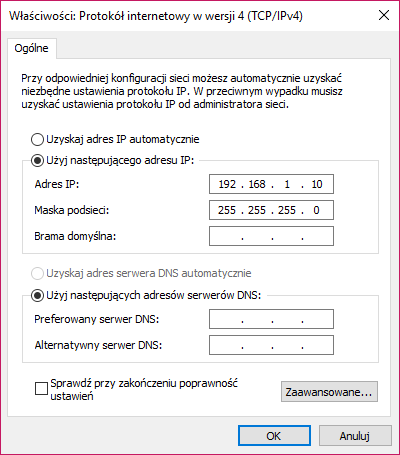 Właściwości: Protokół internetowy w wersji 4 (TCP/IPv4)
Ogólne
Przy odpowiedniej konfiguracji sieci możesz automatycznie uzyskać
niezbędne ustawienia protokołu IP. W przeciwnym wypadku musisz
uzyskać ustawienia protokołu IP od administratora sieci.
Uzyskaj adres IP automatycznie
Użyj następującego adresu IP:
Adres IP: 192 . 168 . 1 . 10
Maska podsieci: 255 . 255 . 255 . 0
Brama domyślna: . . .
Uzyskaj adres serwera DNS automatycznie
Użyj następujących adresów serwerów DNS:
Preferowany serwer DNS: . . .
Alternatywny serwer DNS: . . .
Sprawdź przy zakończeniu poprawność
ustawień
Zaawansowane...
OK Anuluj